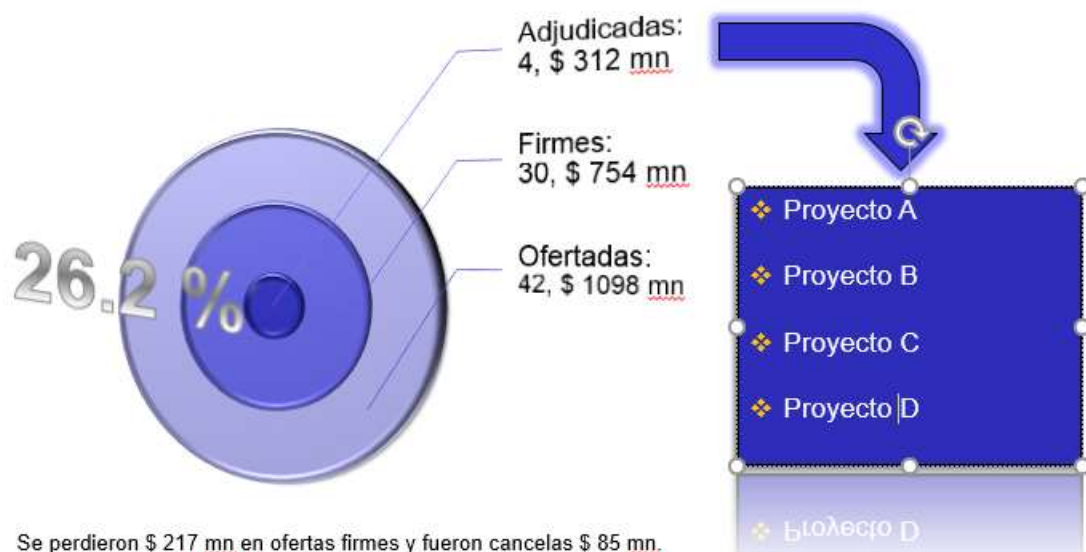 Adjudicadas:
4, $ 312 mn
Firmes:
30, $ 754 mn
Ofertadas:
42, $ 1098 mn
26.2 %
Proyecto A
Proyecto B
Proyecto C
Proyecto D
Proyecto D
Se perdieron $ 217 mn en ofertas firmes y fueron cancelas $ 85 mn.